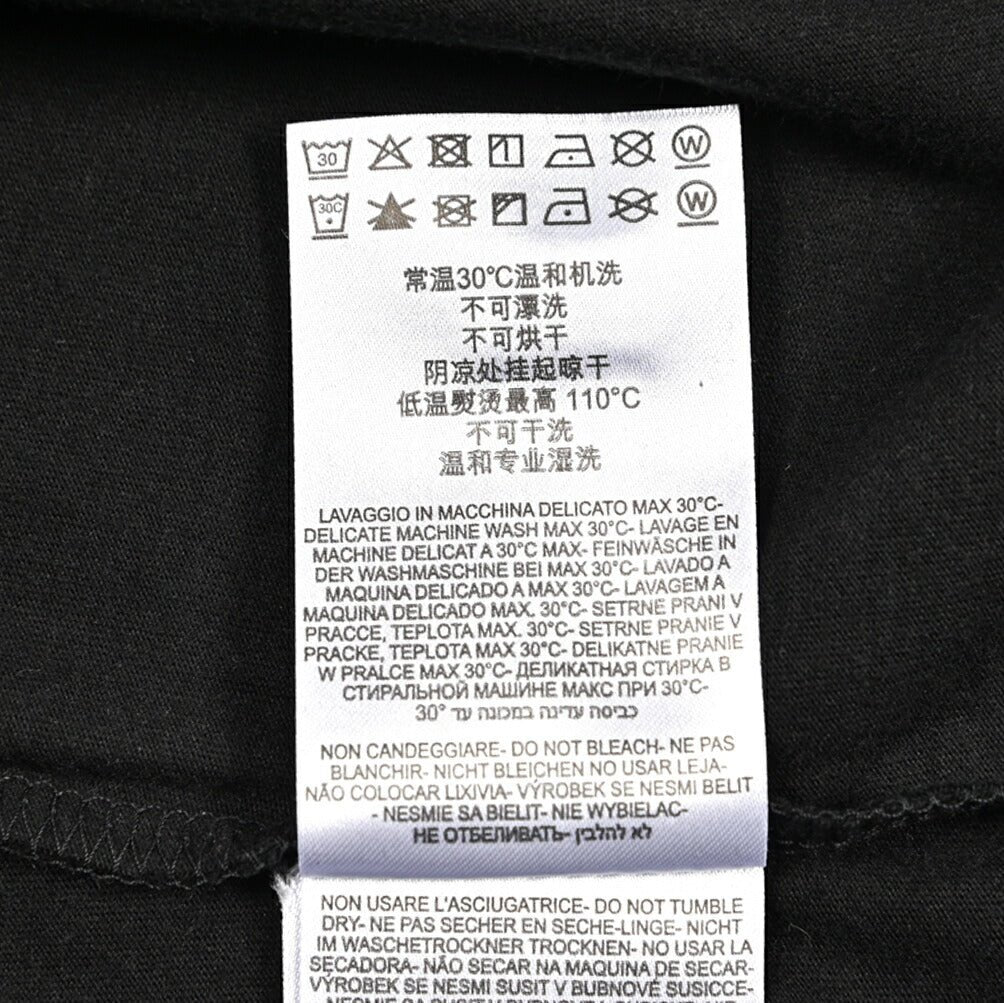 30 W
30C W
常温30°C温和机洗
不可漂洗
不可烘干
阴凉处挂起晾干
低温熨烫最高 110°C
不可干洗
温和专业湿洗
LAVAGGIO IN MACCHINA DELICATO MAX 30°C-
DELICATE MACHINE WASH MAX 30°C- LAVAGE EN
MACHINE DELICAT A 30°C MAX- FEINWÄSCHE IN
DER WASHMASCHINE BEI MAX 30°C- LAVADO A
MAQUINA DELICADO A MAX 30°C- LAVAGEM A
MAQUINA DELICADO MAX. 30°C- SETRNE PRANI V
PRACCE, TEPLOTA MAX. 30°C- SETRNE PRANIE V
PRACKE, TEPLOTA MAX 30°C- DELIKATNE PRANIE
W PRALCE MAX 30°C- ДЕЛИКАТНАЯ СТИРКА В
СТИРАЛЬНОЙ МАШИНЕ МАКС ПРИ 30°C-
כביסה עדינה במכונה עד 30°
NON CANDEGGIARE- DO NOT BLEACH- NE PAS
BLANCHIR- NICHT BLEICHEN NO USAR LEJA-
NÃO COLOCAR LIXIVIA- VÝROBEK SE NESMI BELIT
- NESMIE SA BIELIT- NIE WYBIELAC-
НЕ ОТБЕЛИВАТЬ- לא להלבין
NON USARE L'ASCIUGATRICE- DO NOT TUMBLE
DRY- NE PAS SECHER EN SECHE-LINGE- NICHT
IM WASCHETROCKNER TROCKNEN- NO USAR LA
SECADORA- NÃO SECAR NA MAQUINA DE SECAR-
VÝROBEK SE NESMI SUSIT V BUBNOVÉ SUSICCE-